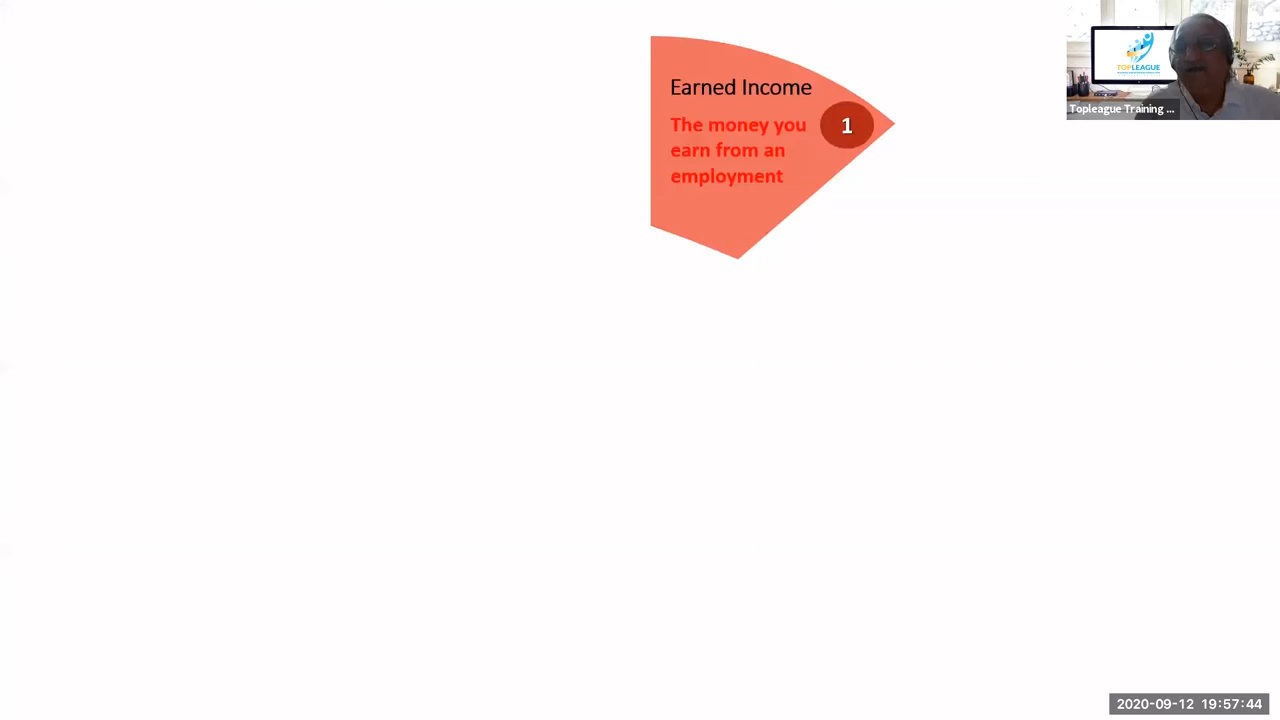 Earned Income
The money you
earn from an
employment
1
TOPLEAGUE
Topleague Training ...
2020-09-12 19:57:44